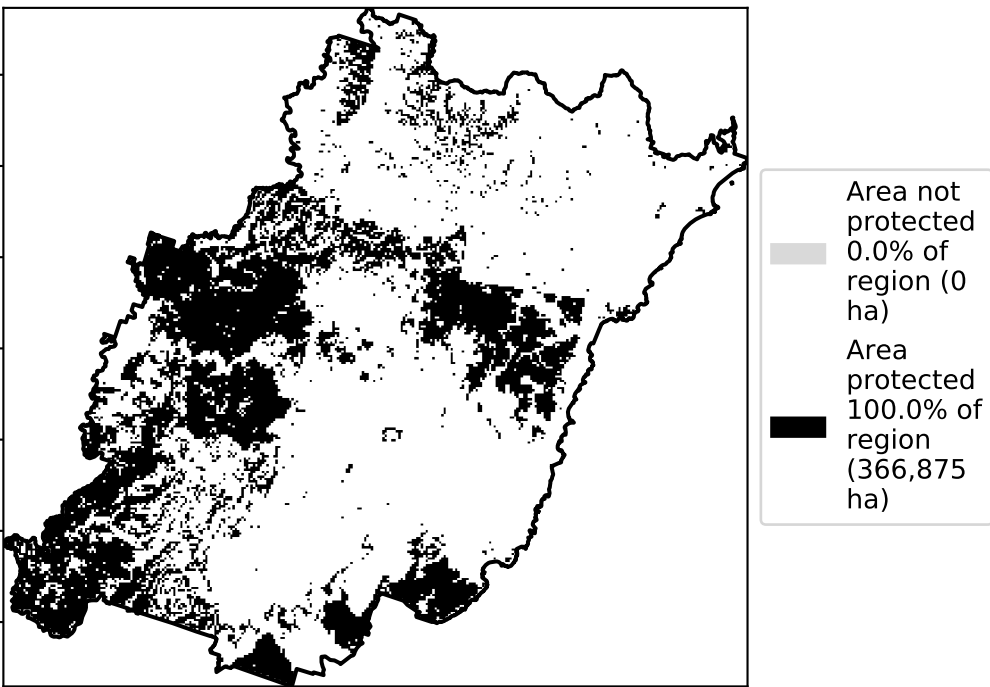 Area not
protected
0.0% of
region (0
ha)
Area
protected
100.0% of
region
(366,875
ha)